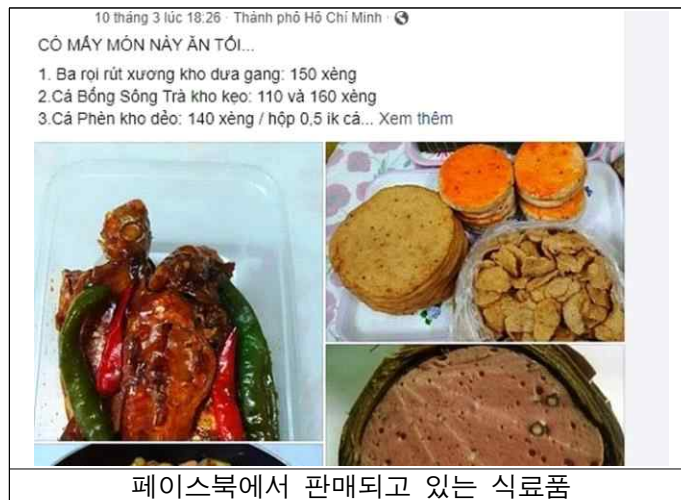 10 tháng 3 lúc 18:26 · Thành phố Hồ Chí Minh ·
CÓ MẤY MÓN NÀY ĂN TỐI...
1. Ba rọi rút xương kho dưa gang: 150 xèng
2.Cá Bống Sông Trà kho kẹo: 110 và 160 xèng
3.Cá Phèn kho dẻo: 140 xèng / hộp 0,5 ik cá... Xem thêm
페이스북에서 판매되고 있는 식료품